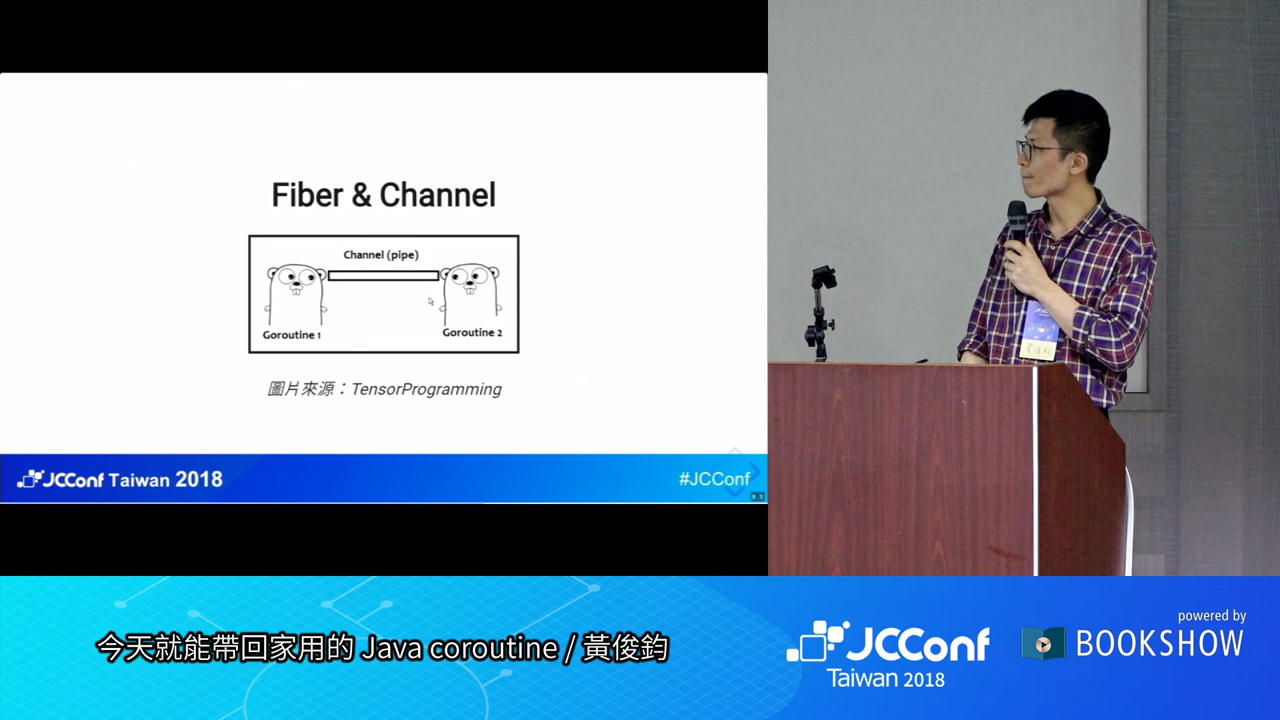 Fiber & Channel
Channel (pipe)
Goroutine 1
Goroutine 2
圖片來源：TensorProgramming
JCConf Taiwan 2018
#JCConf
今天就能帶回家用的 Java coroutine / 黃俊鈞
JCConf
Taiwan 2018
powered by
BOOKSHOW